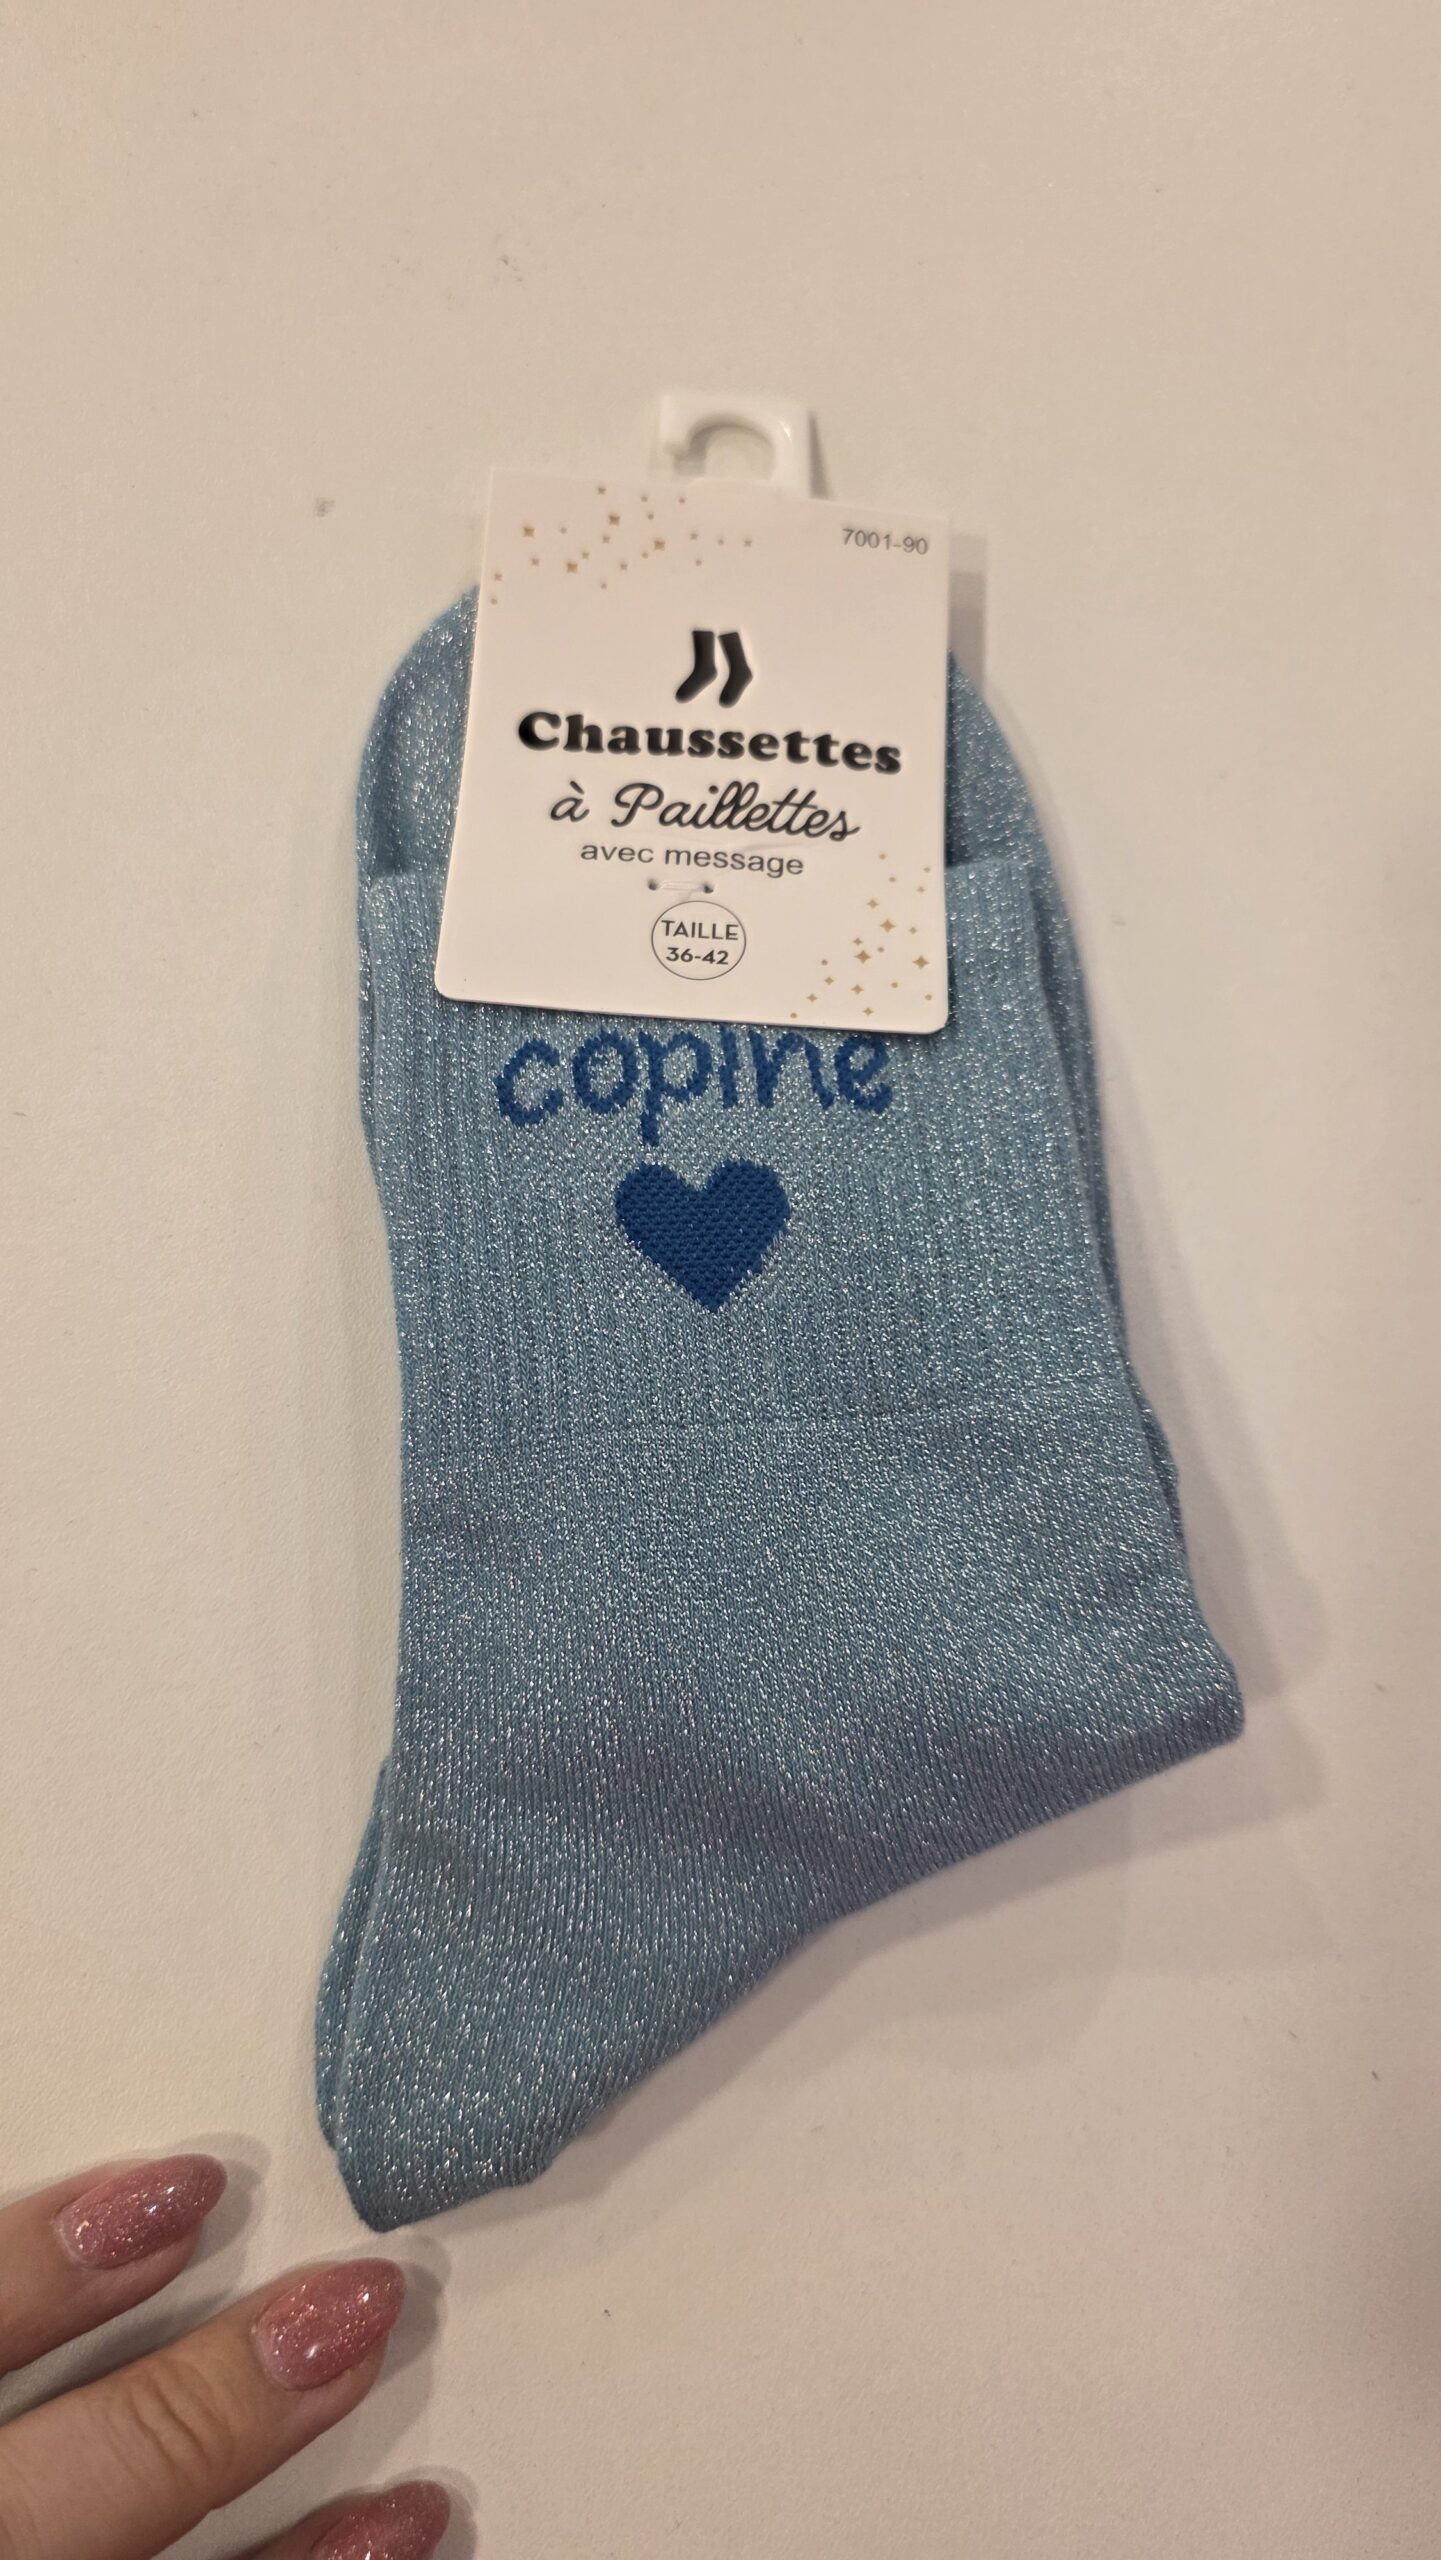 7001-90
Chaussettes
à Paillettes
avec message
TAILLE
36-42
copine